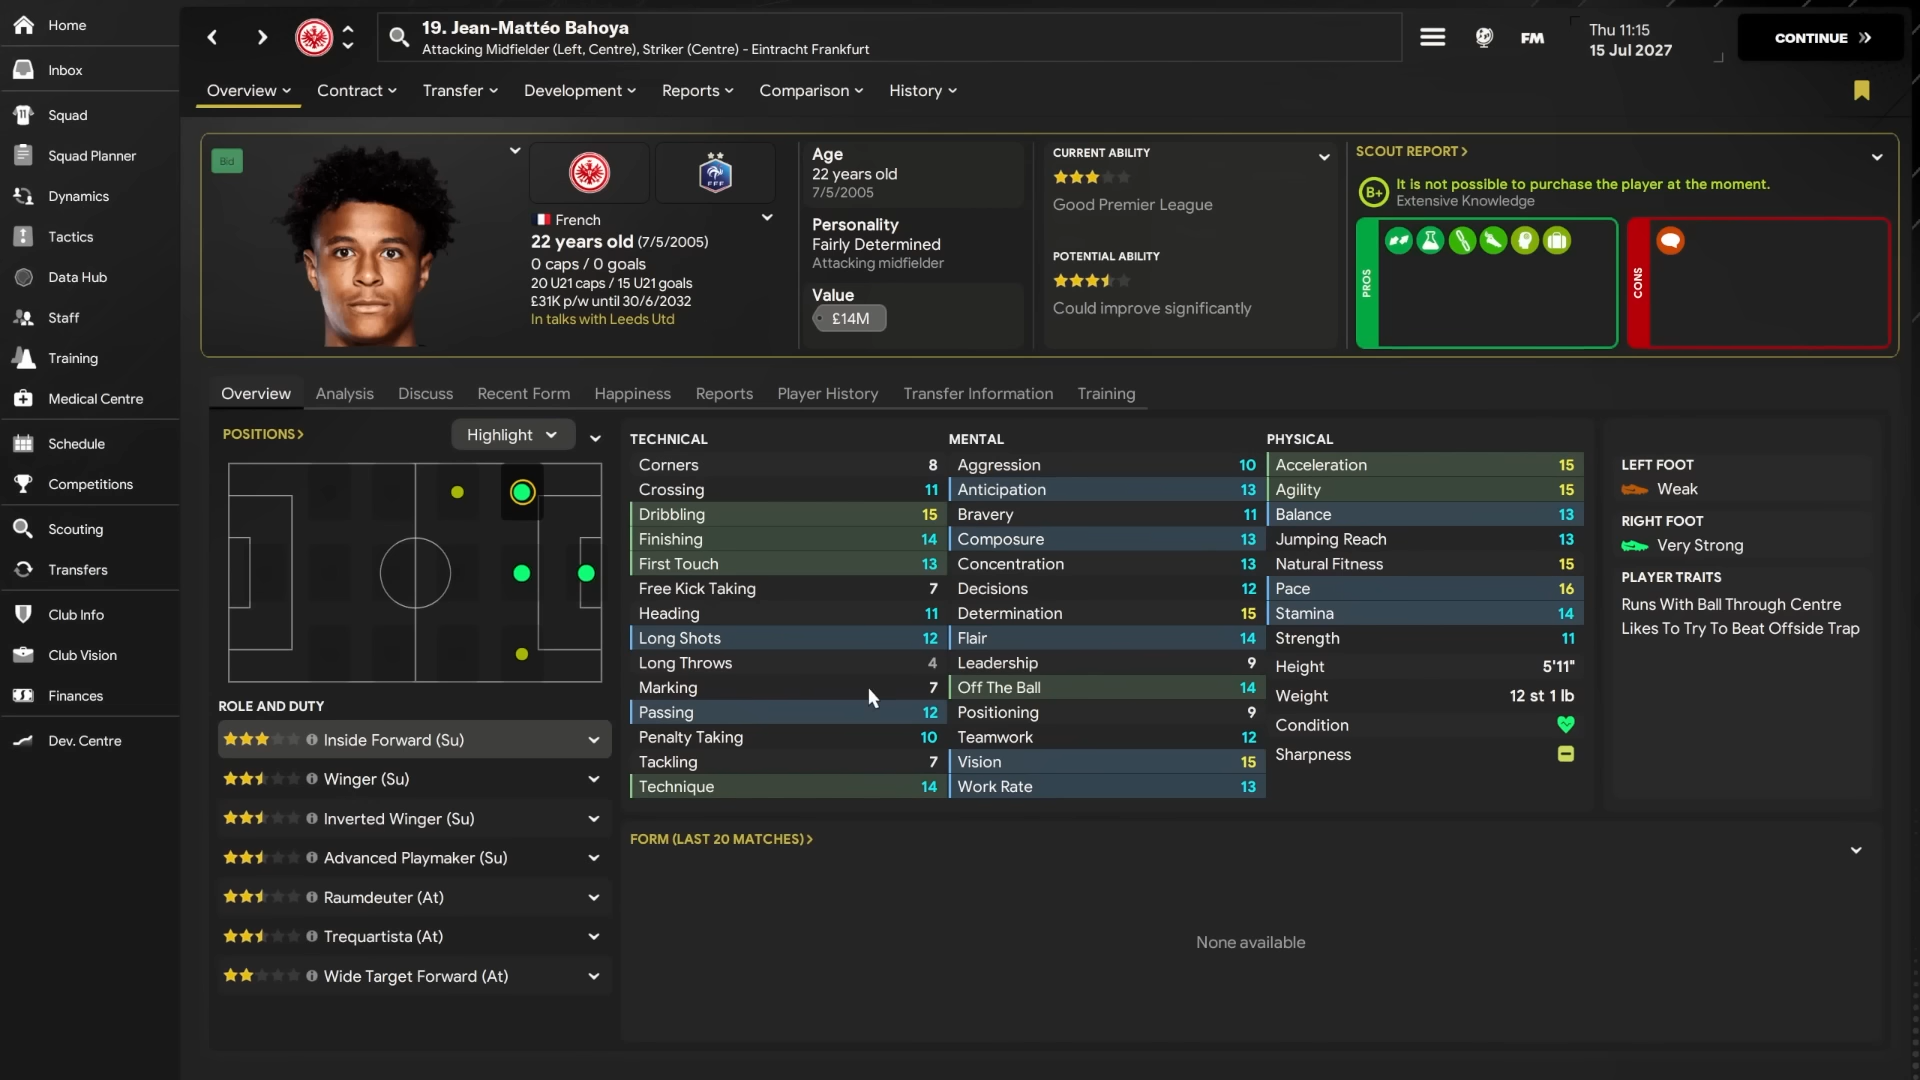 Home
Inbox
Squad
Squad Planner
Dynamics
Tactics
Data Hub
Staff
Training
Medical Centre
Schedule
Competitions
Scouting
Transfers
Club Info
Club Vision
Finances
Dev. Centre
19. Jean-Mattéo Bahoya
Attacking Midfielder (Left, Centre), Striker (Centre) - Eintracht Frankfurt
FM
Thu 11:15
15 Jul 2027
CONTINUE
Overview
Contract
Transfer
Development
Reports
Comparison
History
Bid
FFF
French
22 years old (7/5/2005)
0 caps / 0 goals
20 U21 caps / 15 U21 goals
£31K p/w until 30/6/2032
In talks with Leeds Utd
Age
22 years old
7/5/2005
Personality
Fairly Determined
Attacking midfielder
Value
£14M
CURRENT ABILITY
Good Premier League
POTENTIAL ABILITY
Could improve significantly
SCOUT REPORT >
B+
It is not possible to purchase the player at the moment.
Extensive Knowledge
PROS
CONS
Overview
Analysis
Discuss
Recent Form
Happiness
Reports
Player History
Transfer Information
Training
POSITIONS >
Highlight
ROLE AND DUTY
Inside Forward (Su)
Winger (Su)
Inverted Winger (Su)
Advanced Playmaker (Su)
Raumdeuter (At)
Trequartista (At)
Wide Target Forward (At)
TECHNICAL
Corners 8
Crossing 11
Dribbling 15
Finishing 14
First Touch 13
Free Kick Taking 7
Heading 11
Long Shots 12
Long Throws 4
Marking 7
Passing 12
Penalty Taking 10
Tackling 7
Technique 14
MENTAL
Aggression 10
Anticipation 13
Bravery 11
Composure 13
Concentration 13
Decisions 12
Determination 15
Flair 14
Leadership 9
Off The Ball 14
Positioning 9
Teamwork 12
Vision 15
Work Rate 13
PHYSICAL
Acceleration 15
Agility 15
Balance 13
Jumping Reach 13
Natural Fitness 15
Pace 16
Stamina 14
Strength 11
Height 5'11"
Weight 12 st 1 lb
Condition
Sharpness
LEFT FOOT
Weak
RIGHT FOOT
Very Strong
PLAYER TRAITS
Runs With Ball Through Centre
Likes To Try To Beat Offside Trap
FORM (LAST 20 MATCHES) >
None available